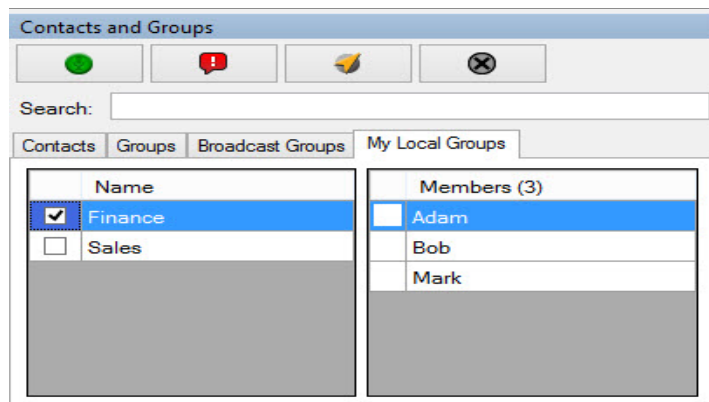 Contacts and Groups
Search:
Contacts Groups Broadcast Groups My Local Groups
Name Members (3)
Finance Adam
Sales Bob
Mark